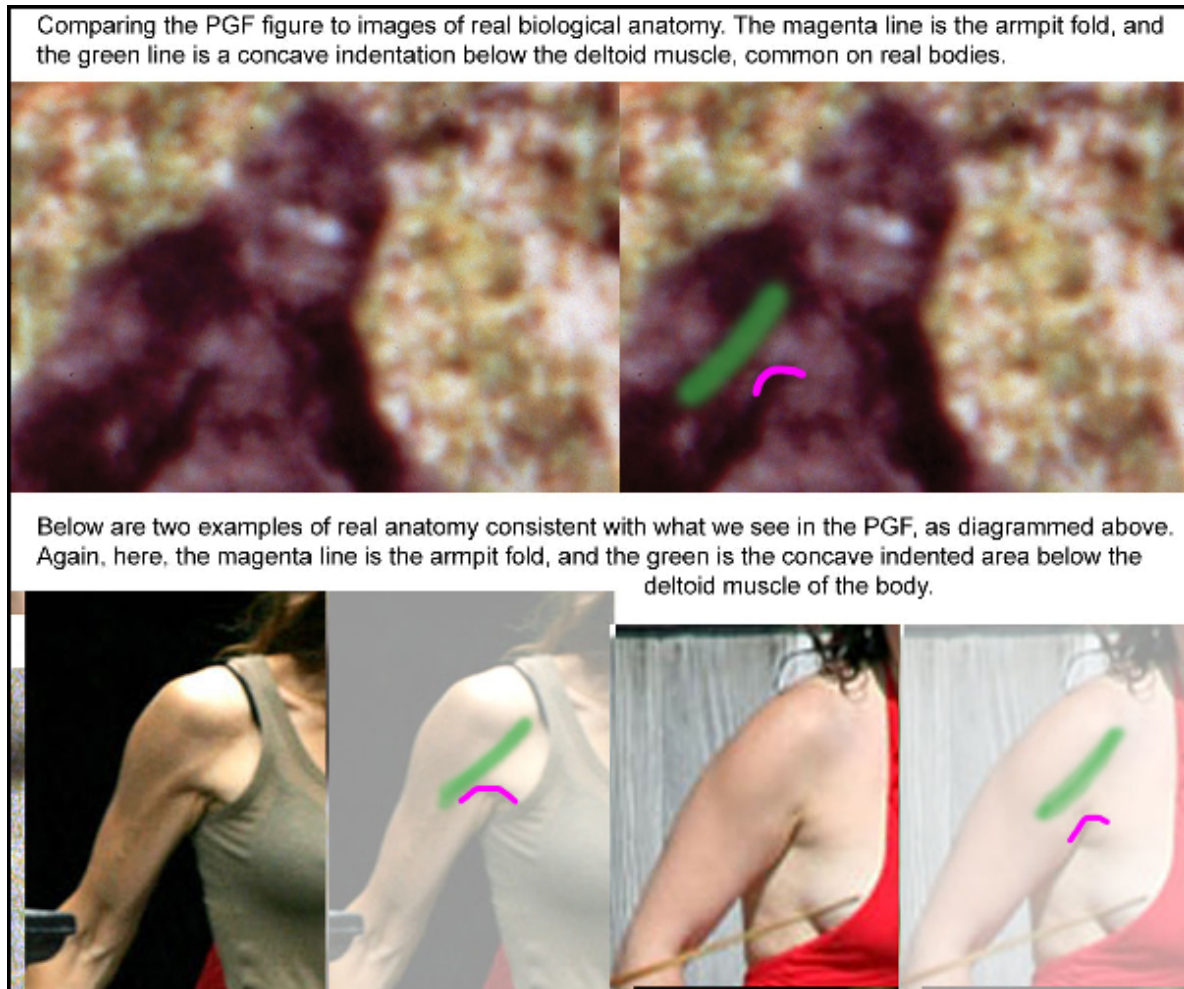 Comparing the PGF figure to images of real biological anatomy. The magenta line is the armpit fold, and
the green line is a concave indentation below the deltoid muscle, common on real bodies.
Below are two examples of real anatomy consistent with what we see in the PGF, as diagrammed above.
Again, here, the magenta line is the armpit fold, and the green is the concave indented area below the
deltoid muscle of the body.